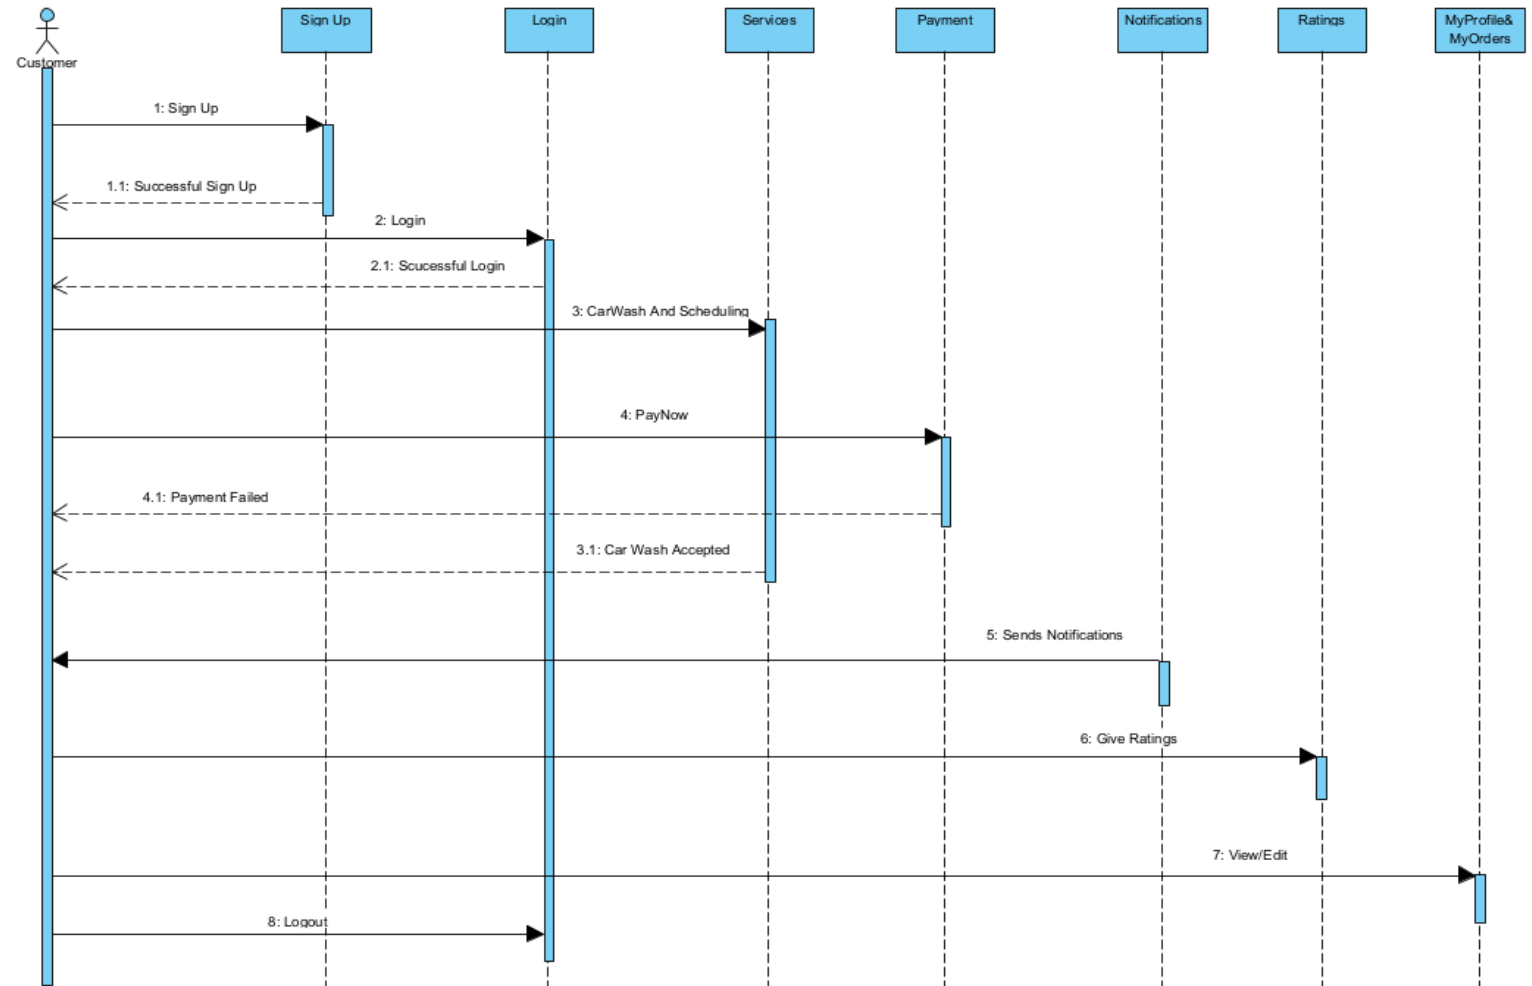 Sign Up
Login
Services
Payment
Notifications
Ratings
MyProfile&
MyOrders
Customer
1: Sign Up
1.1: Successful Sign Up
2: Login
2.1: Scucessful Login
3: CarWash And Scheduling
4: PayNow
4.1: Payment Failed
3.1: Car Wash Accepted
5: Sends Notifications
6: Give Ratings
7: View/Edit
8: Logout